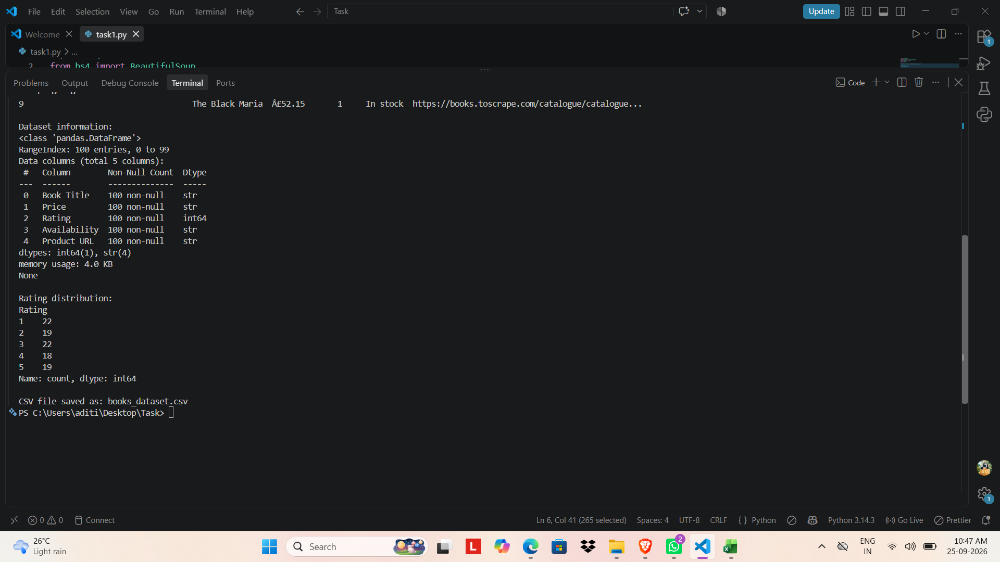 File Edit Selection View Go Run Terminal Help
Task
Update
Welcome
task1.py
task1.py > ...
2 from bs4 import BeautifulSoup
Problems Output Debug Console Terminal Ports
Code
9 The Black Maria Â£52.15 1 In stock https://books.toscrape.com/catalogue/catalogue...
Dataset information:
<class 'pandas.DataFrame'>
RangeIndex: 100 entries, 0 to 99
Data columns (total 5 columns):
# Column Non-Null Count Dtype
--- ------ -------------- -----
0 Book Title 100 non-null str
1 Price 100 non-null str
2 Rating 100 non-null int64
3 Availability 100 non-null str
4 Product URL 100 non-null str
dtypes: int64(1), str(4)
memory usage: 4.0 KB
None
Rating distribution:
Rating
1 22
2 19
3 22
4 18
5 19
Name: count, dtype: int64
CSV file saved as: books_dataset.csv
PS C:\Users\aditi\Desktop\Task>
1
1
0 0 Connect
Ln 6, Col 41 (265 selected) Spaces: 4 UTF-8 CRLF { } Python Python 3.14.3 Go Live Prettier
26°C
Light rain
Search
L
2
ENG
IN
10:47 AM
25-09-2026